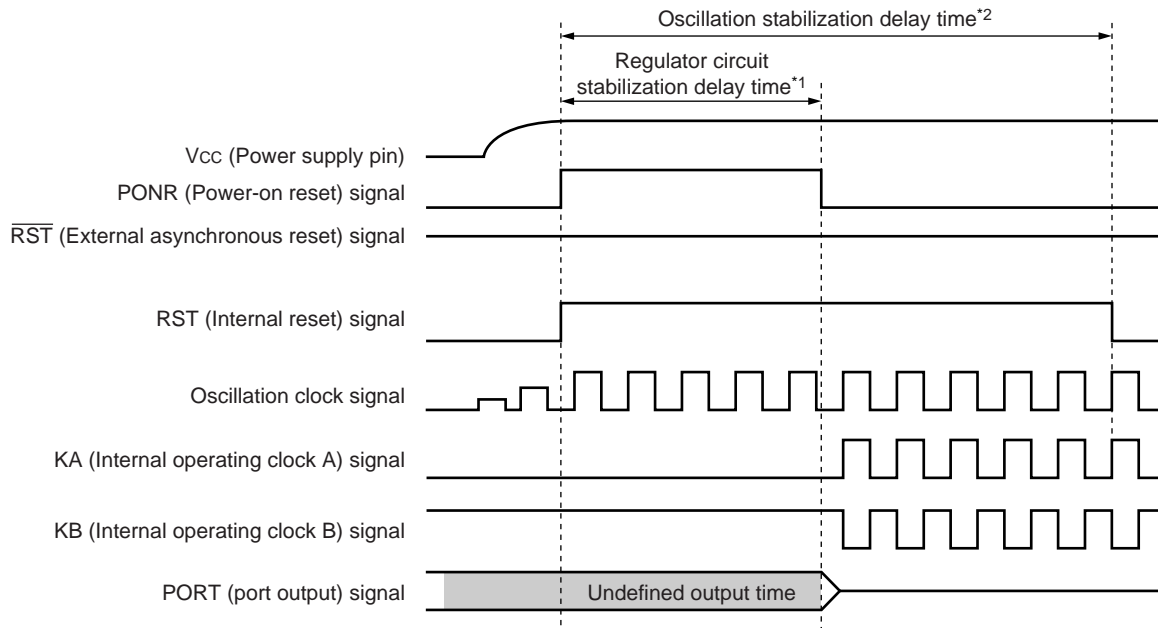 Oscillation stabilization delay time*2
Regulator circuit
stabilization delay time*1
Vcc (Power supply pin)
PONR (Power-on reset) signal
RST (External asynchronous reset) signal
RST (Internal reset) signal
Oscillation clock signal
KA (Internal operating clock A) signal
KB (Internal operating clock B) signal
PORT (port output) signal
Undefined output time